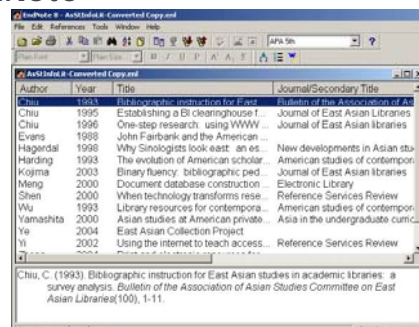 EndNote 8 - AsStInfoLit-Converted Copy.enl
File Edit References Tools Window Help
APA 5th
Plain Font Plain Size B I U P A¹ A₁ Σ
AsStInfoLit-Converted Copy.enl
Author Year Title Journal/Secondary Title
Chiu 1993 Bibliographic instruction for East ... Bulletin of the Association of As
Chiu 1995 Establishing a BI clearinghouse f... Journal of East Asian Libraries
Chiu 1996 One-step research: using WWW ... Journal of East Asian libraries
Evans 1988 John Fairbank and the American ...
Hagerdal 1998 Why Sinologists look east: an es... New developments in Asian stu
Harding 1993 The evolution of American scholar... American studies of contempor
Kojima 2003 Binary fluency: bibliographic ped... Journal of East Asian libraries
Meng 2000 Document database construction ... Electronic Library
Shen 2000 When technology transforms rese... Reference Services Review
Wu 1993 Library resources for contempora... American studies of contempor
Yamashita 2000 Asian studies at American private... Asia in the undergraduate curric
Ye 2004 East Asian Collection Project
Yi 2002 Using the internet to teach access... Reference Services Review
Chiu, C. (1993). Bibliographic instruction for East Asian studies in academic libraries: a
survey analysis. Bulletin of the Association of Asian Studies Committee on East
Asian Libraries(100), 1-11.